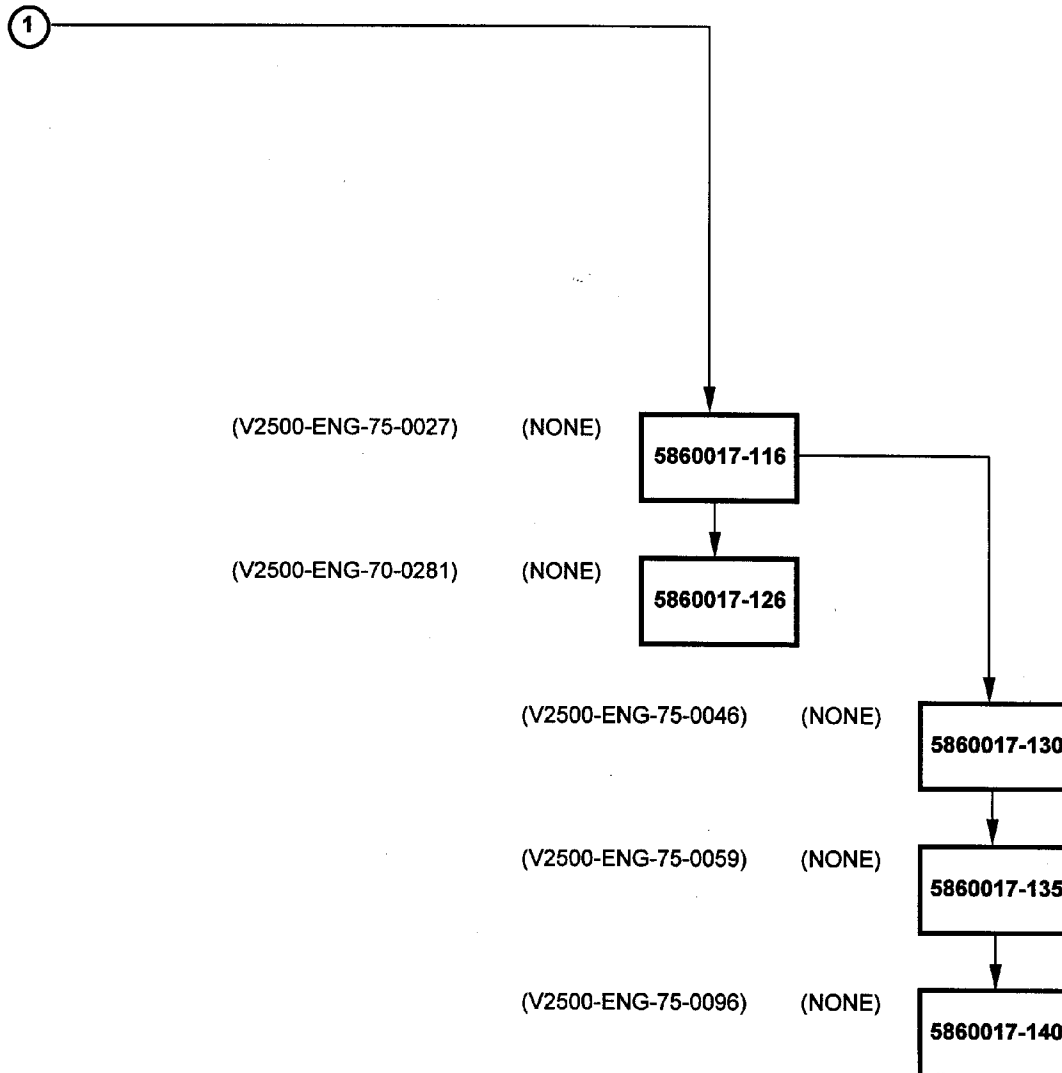 1
(V2500-ENG-75-0027) (NONE) 5860017-116
(V2500-ENG-70-0281) (NONE) 5860017-126
(V2500-ENG-75-0046) (NONE) 5860017-130
(V2500-ENG-75-0059) (NONE) 5860017-135
(V2500-ENG-75-0096) (NONE) 5860017-140